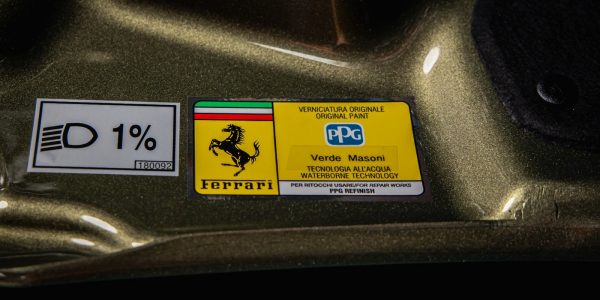 1%
180092
Ferrari
VERNICIATURA ORIGINALE
ORIGINAL PAINT
PPG
Verde Masoni
TECNOLOGIA ALL'ACQUA
WATERBORNE TECHNOLOGY
PER RITOCCHI USARE/FOR REPAIR WORKS
PPG REFINISH